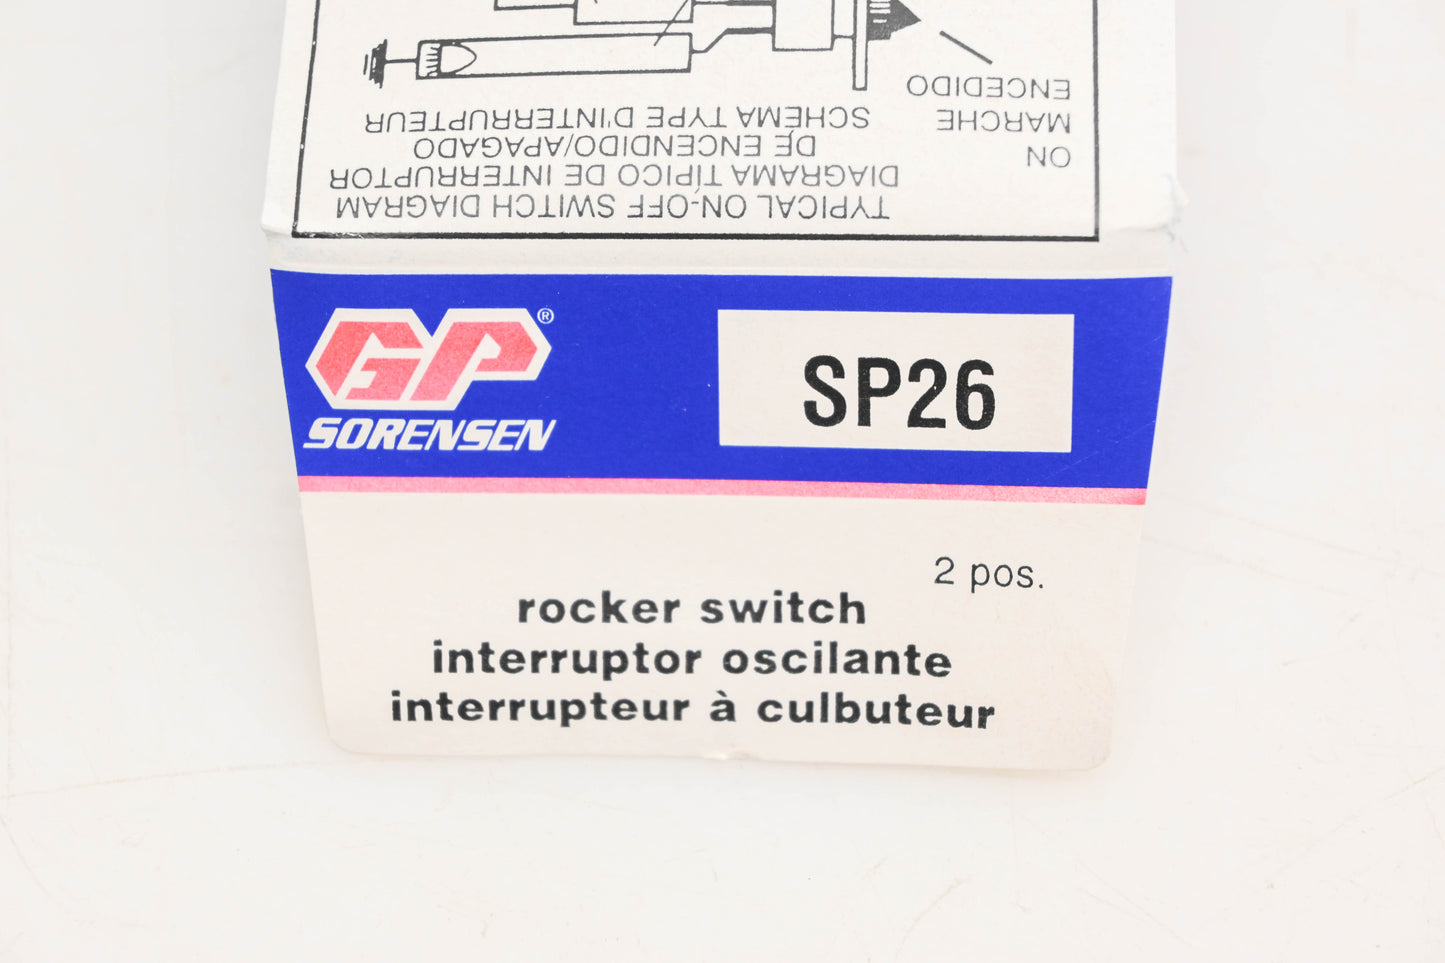 TYPICAL ON-OFF SWITCH DIAGRAM
DIAGRAMA TÍPICO DE INTERRUPTOR
DE ENCENDIDO/APAGADO
SCHEMA TYPE D'INTERRUPTEUR
ON
MARCHE
ENCEDIDO
GP®
SORENSEN
SP26
2 pos.
rocker switch
interruptor oscilante
interrupteur à culbuteur